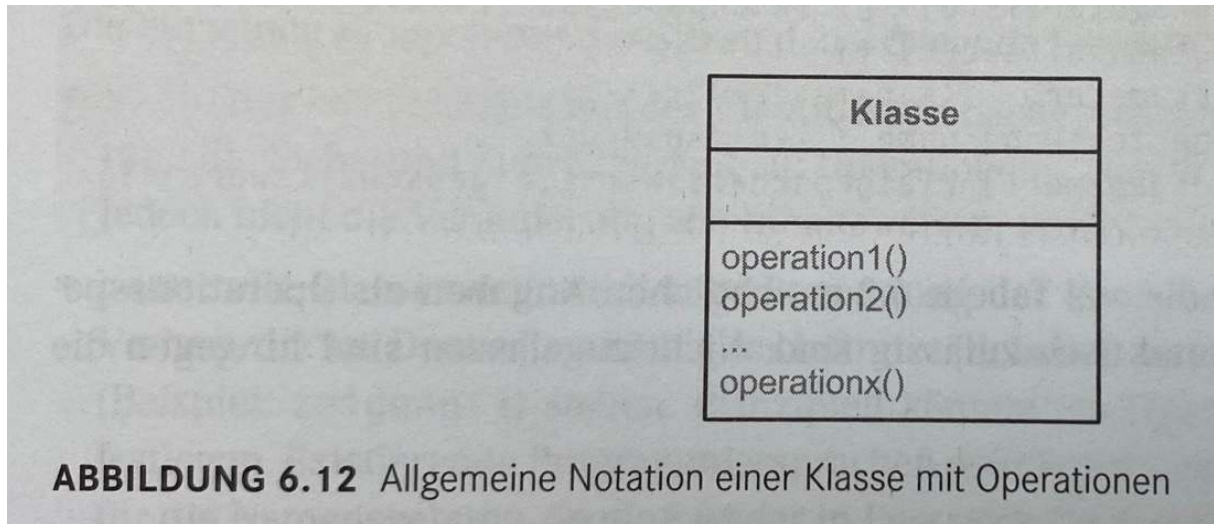 Klasse
operation1()
operation2()
...
operationx()
ABBILDUNG 6.12 Allgemeine Notation einer Klasse mit Operationen